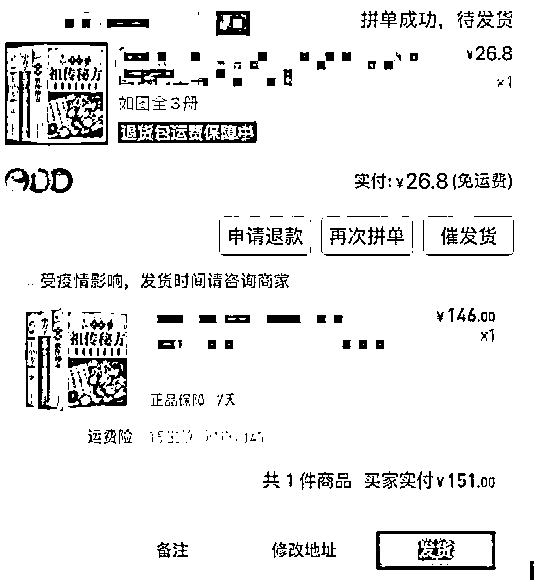 拼单成功，待发货
祖传秘方
¥26.8
×1
如图全3册
退货包运费保障中
实付:¥26.8(免运费)
申请退款 再次拼单 催发货
受疫情影响，发货时间请咨询商家
祖传秘方
¥146.00
×1
正品保障 7天
运费险
共1件商品 买家实付¥151.00
备注 修改地址 发货